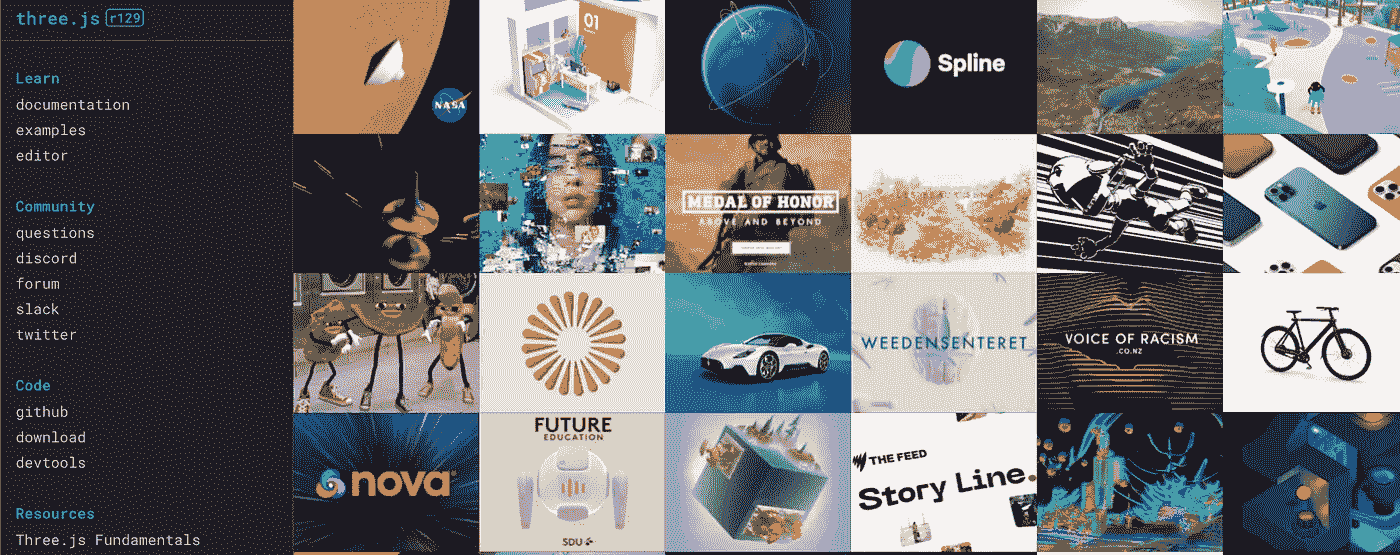 three.js r129
Learn
documentation
examples
editor
Community
questions
discord
forum
slack
twitter
Code
github
download
devtools
Resources
Three.js Fundamentals
NASA
01
Spline
MEDAL OF HONOR
ABOVE AND BEYOND
WEEDENSENTERET
VOICE OF RACISM
.CO.NZ
nova
FUTURE
EDUCATION
SDU
THE FEED
Story Line.